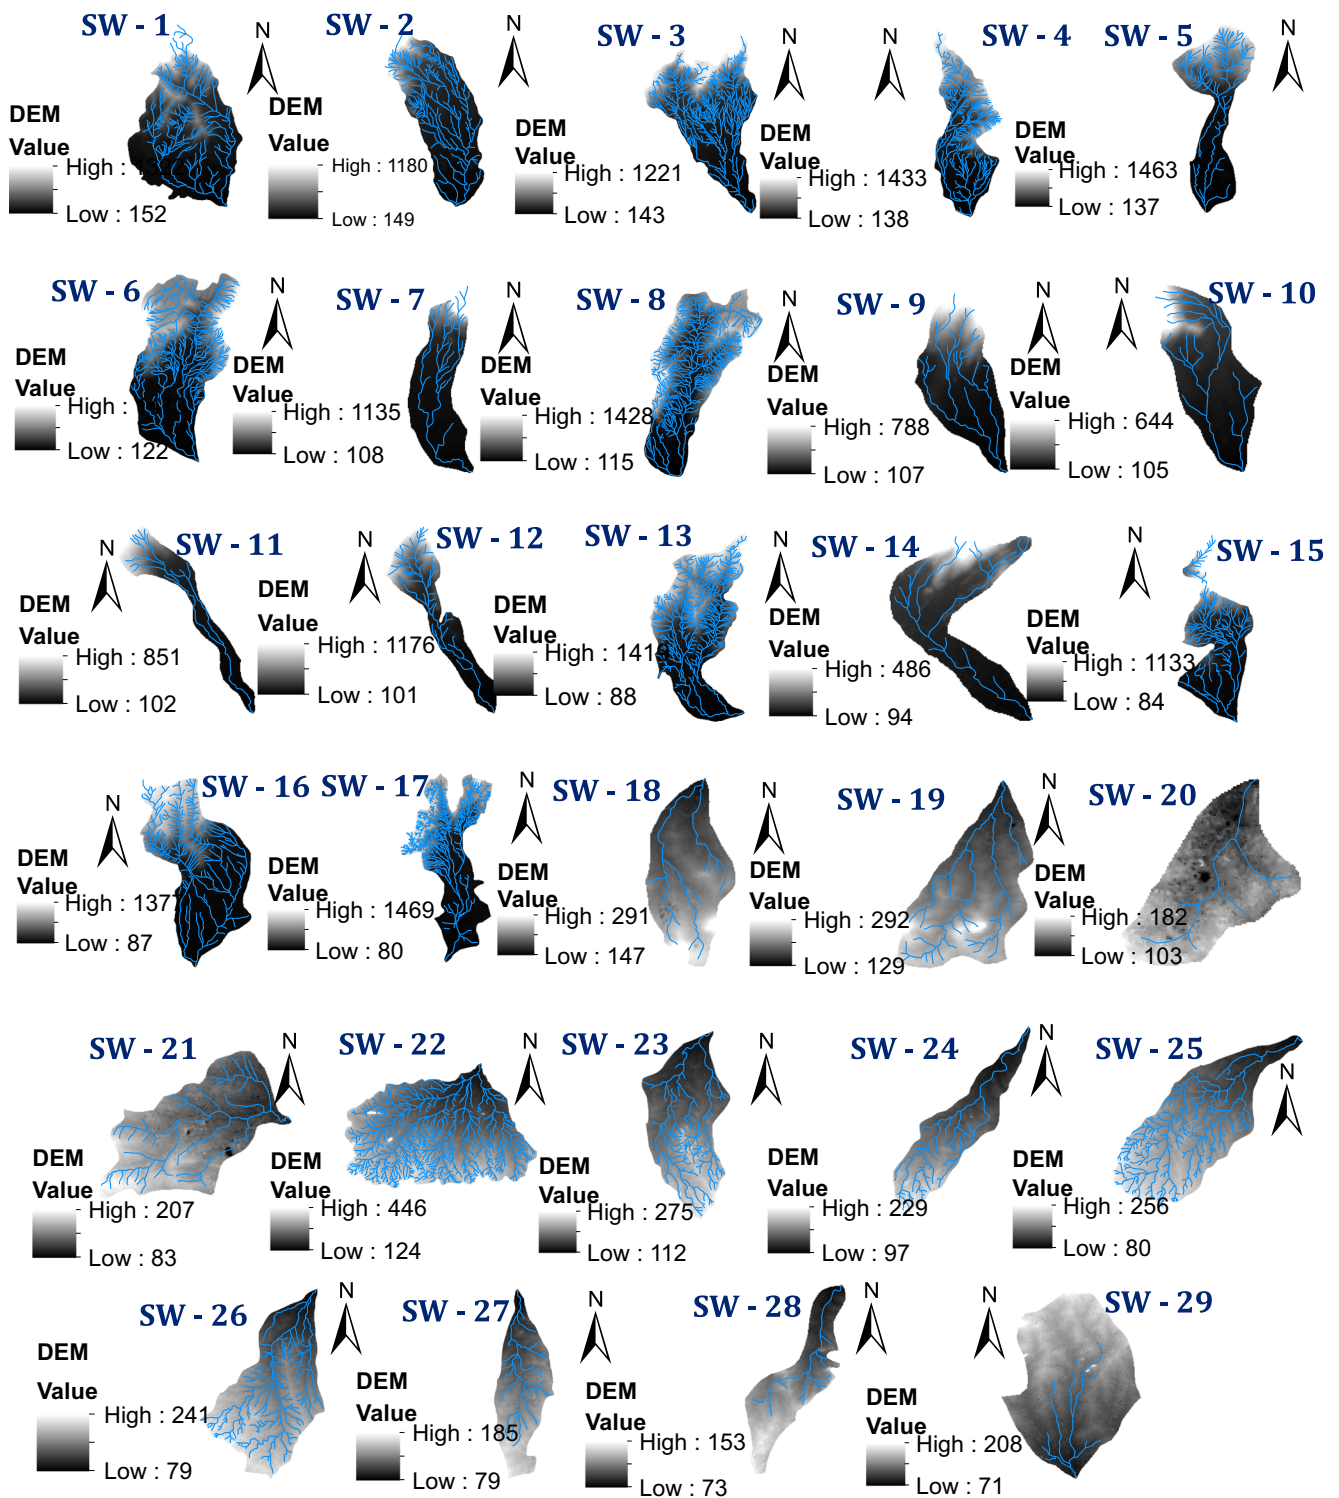 SW - 1
N
DEM
Value
High :
Low : 152
SW - 2
N
DEM
Value
High : 1180
Low : 149
SW - 3
N
DEM
Value
High : 1221
Low : 143
SW - 4
N
DEM
Value
High : 1433
Low : 138
SW - 5
N
DEM
Value
High : 1463
Low : 137
SW - 6
N
DEM
Value
High :
Low : 122
SW - 7
N
DEM
Value
High : 1135
Low : 108
SW - 8
N
DEM
Value
High : 1428
Low : 115
SW - 9
N
DEM
Value
High : 788
Low : 107
SW - 10
N
DEM
Value
High : 644
Low : 105
SW - 11
N
DEM
Value
High : 851
Low : 102
SW - 12
N
DEM
Value
High : 1176
Low : 101
SW - 13
N
DEM
Value
High :
Low : 88
SW - 14
N
DEM
Value
High : 486
Low : 94
SW - 15
N
DEM
Value
High : 1133
Low : 84
SW - 16
N
DEM
Value
High : 1377
Low : 87
SW - 17
N
DEM
Value
High : 1469
Low : 80
SW - 18
N
DEM
Value
High : 291
Low : 147
SW - 19
N
DEM
Value
High : 292
Low : 129
SW - 20
DEM
Value
High : 182
Low : 103
SW - 21
N
DEM
Value
High : 207
Low : 83
SW - 22
N
DEM
Value
High : 446
Low : 124
SW - 23
N
DEM
Value
High : 275
Low : 112
SW - 24
N
DEM
Value
High : 229
Low : 97
SW - 25
N
DEM
Value
High : 256
Low : 80
SW - 26
N
DEM
Value
High : 241
Low : 79
SW - 27
N
DEM
Value
High : 185
Low : 79
SW - 28
N
DEM
Value
High : 153
Low : 73
SW - 29
N
DEM
Value
High : 208
Low : 71